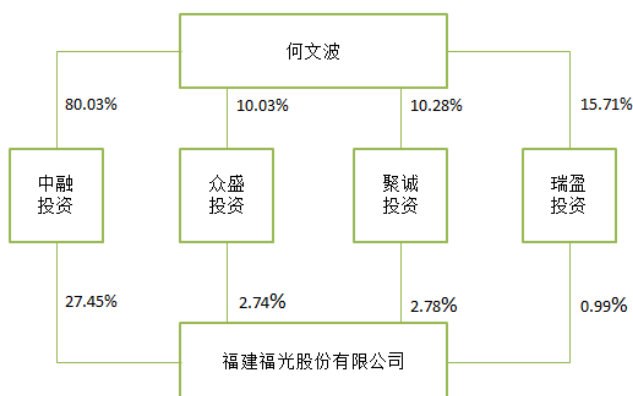 何文波
80.03%
10.03%
10.28%
15.71%
中融
投资
众盛
投资
聚诚
投资
瑞盈
投资
27.45%
2.74%
2.78%
0.99%
福建福光股份有限公司